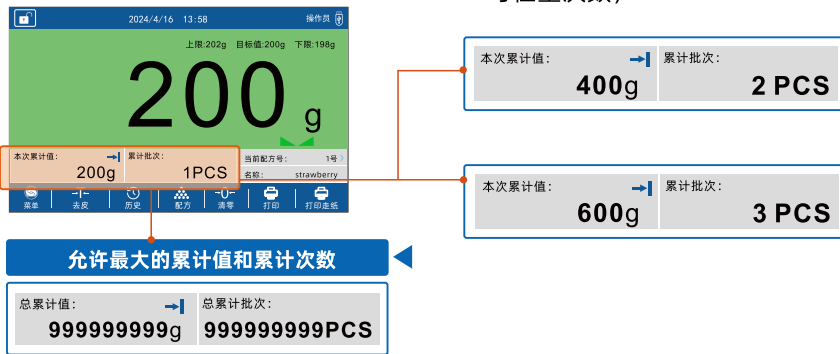 2024/4/16 13:58 操作员
上限:202g 目标值:200g 下限:198g
200 g
本次累计值: 累计批次:
200g 1PCS
当前配方号: 1号
名称: strawberry
菜单 去皮 历史 配方 清零 打印 打印走纸
本次累计值: 累计批次:
400g 2 PCS
本次累计值: 累计批次:
600g 3 PCS
允许最大的累计值和累计次数
总累计值: 总累计批次:
999999999g 999999999PCS